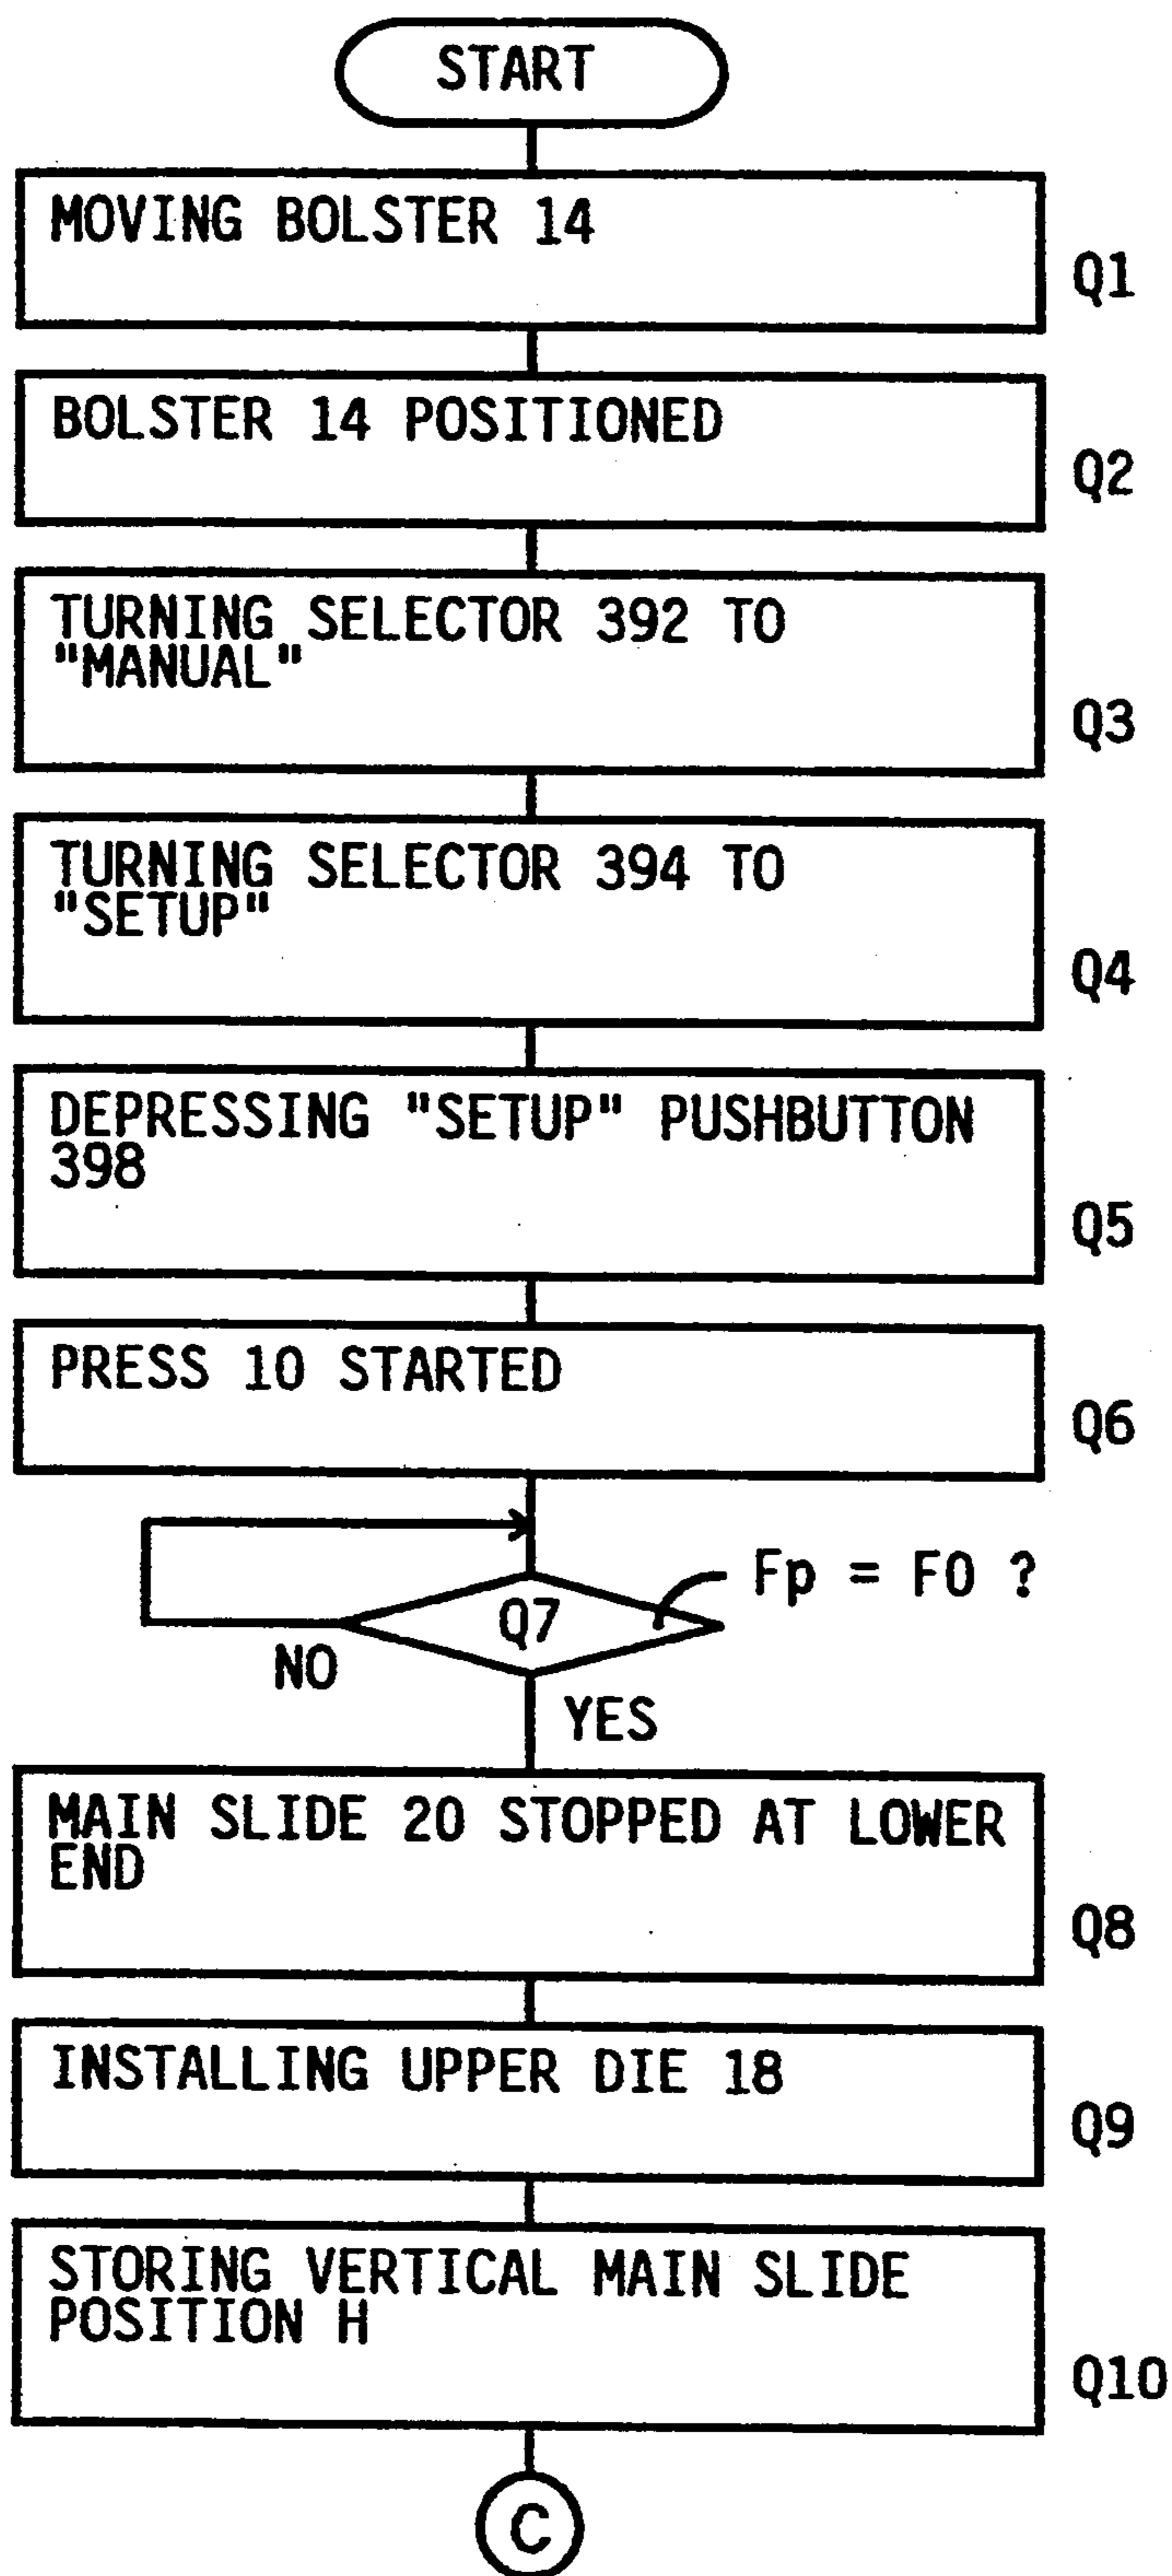 START
MOVING BOLSTER 14
Q1
BOLSTER 14 POSITIONED
Q2
TURNING SELECTOR 392 TO
"MANUAL"
Q3
TURNING SELECTOR 394 TO
"SETUP"
Q4
DEPRESSING "SETUP" PUSHBUTTON
398
Q5
PRESS 10 STARTED
Q6
Fp = F0 ?
Q7
NO
YES
MAIN SLIDE 20 STOPPED AT LOWER
END
Q8
INSTALLING UPPER DIE 18
Q9
STORING VERTICAL MAIN SLIDE
POSITION H
Q10
C